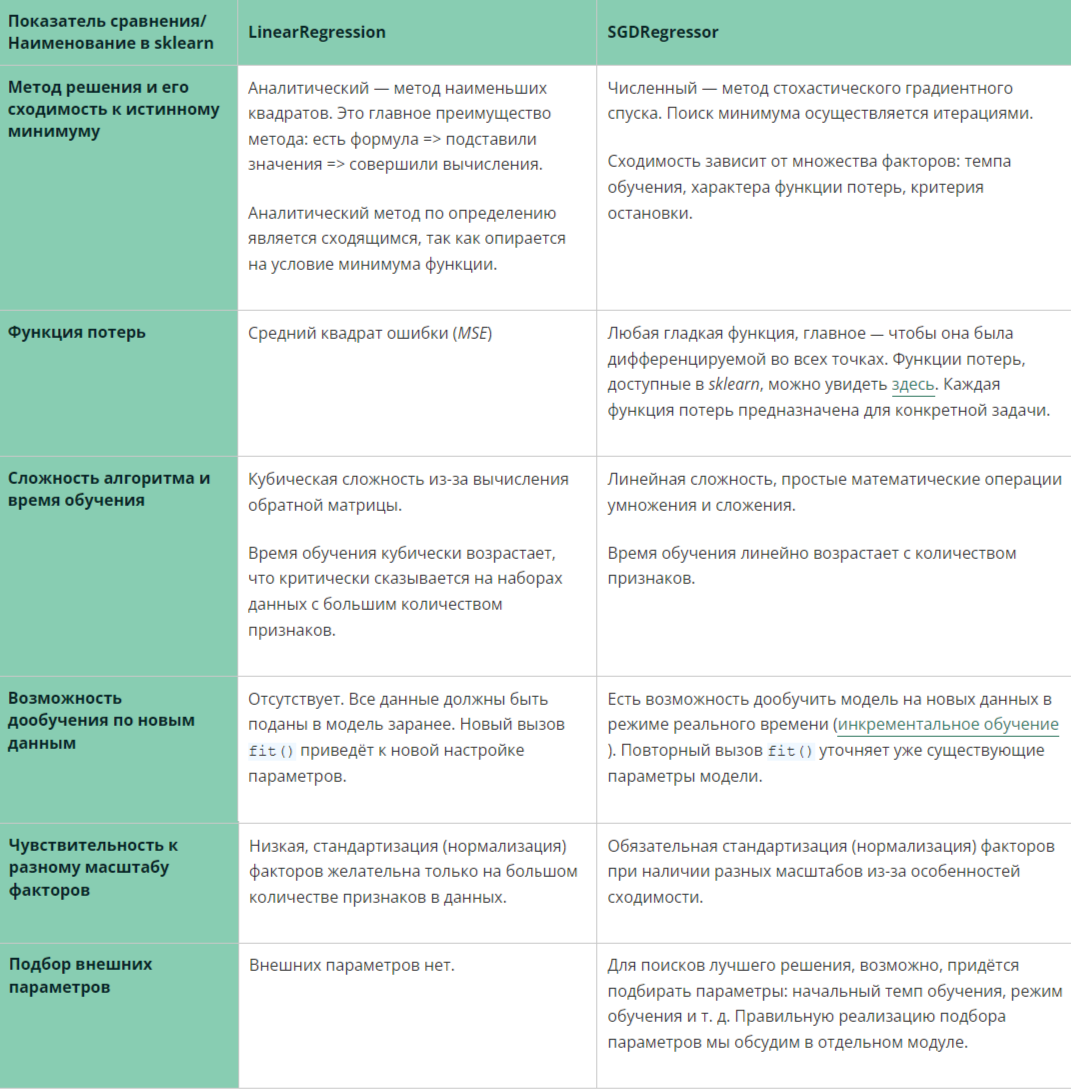 Показатель сравнения/
Наименование в sklearn
LinearRegression
SGDRegressor
Метод решения и его
сходимость к истинному
минимуму
Аналитический — метод наименьших
квадратов. Это главное преимущество
метода: есть формула => подставили
значения => совершили вычисления.
Аналитический метод по определению
является сходящимся, так как опирается
на условие минимума функции.
Численный — метод стохастического градиентного
спуска. Поиск минимума осуществляется итерациями.
Сходимость зависит от множества факторов: темпа
обучения, характера функции потерь, критерия
остановки.
Функция потерь
Средний квадрат ошибки (MSE)
Любая гладкая функция, главное — чтобы она была
дифференцируемой во всех точках. Функции потерь,
доступные в sklearn, можно увидеть здесь. Каждая
функция потерь предназначена для конкретной задачи.
Сложность алгоритма и
время обучения
Кубическая сложность из-за вычисления
обратной матрицы.
Время обучения кубически возрастает,
что критически сказывается на наборах
данных с большим количеством
признаков.
Линейная сложность, простые математические операции
умножения и сложения.
Время обучения линейно возрастает с количеством
признаков.
Возможность
дообучения по новым
данным
Отсутствует. Все данные должны быть
поданы в модель заранее. Новый вызов
fit() приведёт к новой настройке
параметров.
Есть возможность дообучить модель на новых данных в
режиме реального времени (инкрементальное обучение
). Повторный вызов fit() уточняет уже существующие
параметры модели.
Чувствительность к
разному масштабу
факторов
Низкая, стандартизация (нормализация)
факторов желательна только на большом
количестве признаков в данных.
Обязательная стандартизация (нормализация) факторов
при наличии разных масштабов из-за особенностей
сходимости.
Подбор внешних
параметров
Внешних параметров нет.
Для поисков лучшего решения, возможно, придётся
подбирать параметры: начальный темп обучения, режим
обучения и т. д. Правильную реализацию подбора
параметров мы обсудим в отдельном модуле.